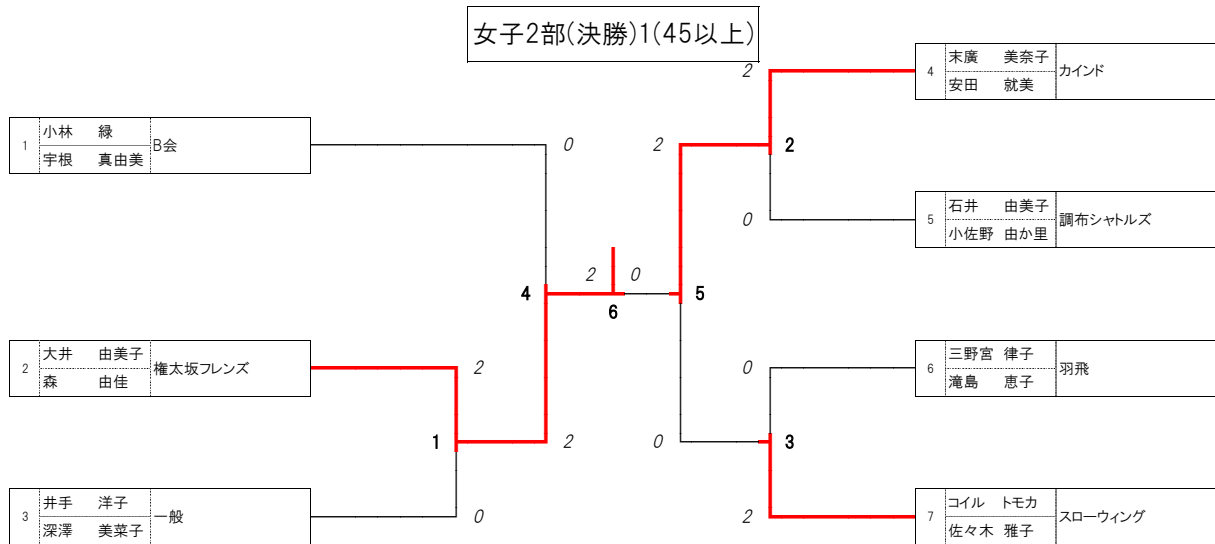 女子2部(決勝)1(45以上)
1 小林 緑 B会
宇根 真由美
2 大井 由美子 権太坂フレンズ
森 由佳
3 井手 洋子 一般
深澤 美菜子
0
2
0
1
2
4
2 0
6
2
5
0
2
0
2
0
3
2
4 末廣 美奈子 カインド
安田 就美
5 石井 由美子 調布シャトルズ
小佐野 由か里
6 三野宮 律子 羽飛
滝島 恵子
7 コイル トモカ スローウィング
佐々木 雅子